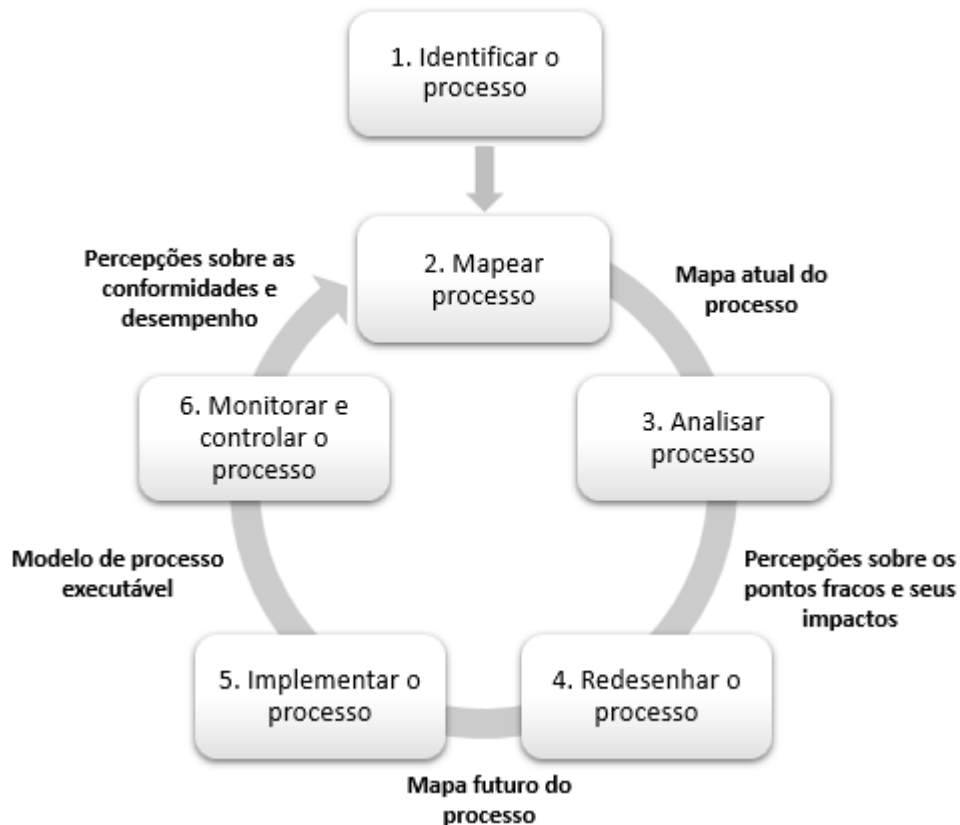 1. Identificar o
processo
2. Mapear
processo
Mapa atual do
processo
3. Analisar
processo
Percepções sobre os
pontos fracos e seus
impactos
4. Redesenhar o
processo
Mapa futuro do
processo
5. Implementar o
processo
Modelo de processo
executável
6. Monitorar e
controlar o
processo
Percepções sobre as
conformidades e
desempenho